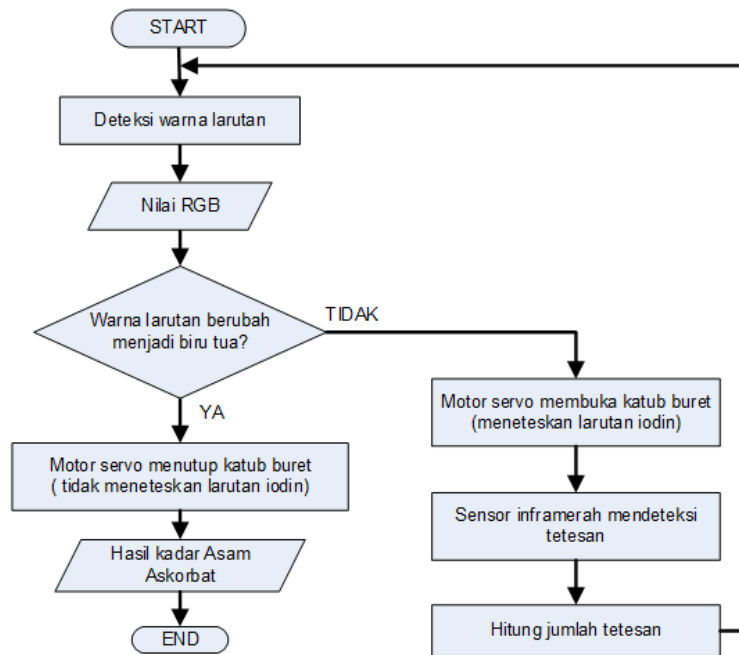 START
Deteksi warna larutan
Nilai RGB
Warna larutan berubah
menjadi biru tua?
TIDAK
YA
Motor servo menutup katub buret
( tidak meneteskan larutan iodin)
Hasil kadar Asam
Askorbat
END
Motor servo membuka katub buret
(meneteskan larutan iodin)
Sensor inframerah mendeteksi
tetesan
Hitung jumlah tetesan